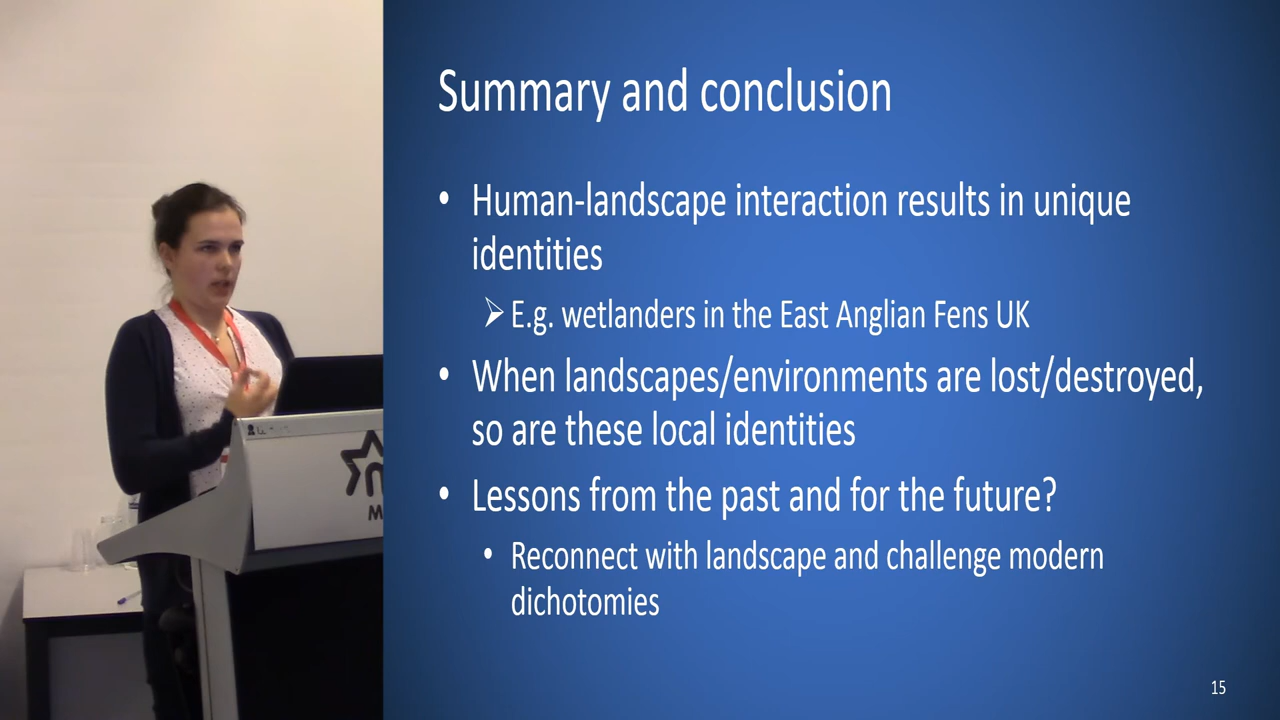 Summary and conclusion
• Human-landscape interaction results in unique
identities
➢ E.g. wetlanders in the East Anglian Fens UK
• When landscapes/environments are lost/destroyed,
so are these local identities
• Lessons from the past and for the future?
• Reconnect with landscape and challenge modern
dichotomies
15
M